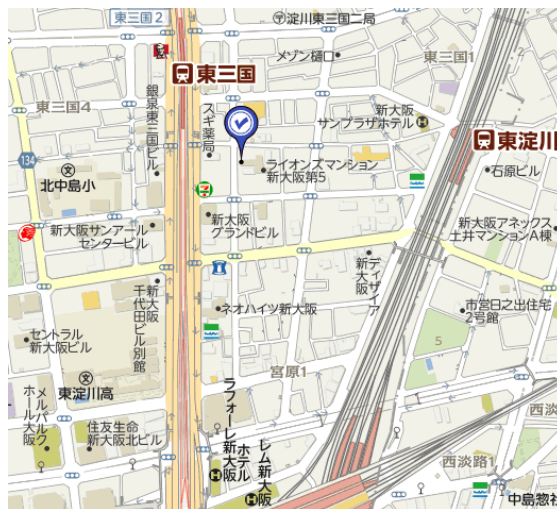 東三国2
淀川東三国二局
メゾン樋口
東三国1
東三国
東三国4
銀泉東三国ビル
スギ薬局
新大阪
サンプラザホテル
東淀川
134
北中島小
ライオンズマンション
新大阪第5
石原ビル
新大阪サンアール
センタービル
新大阪
グランドビル
新大阪アネックス
土井マンションA棟
新大阪
千代田ビル別館
ディザイア
新大阪
ネオハイツ新大阪
市営日之出住宅
2号館
セントラル
新大阪ビル
5
東淀川高
宮原1
メルパルク
ホール大阪
住友生命
新大阪北ビル
ラフォーレ新大阪
ホテル
レム新大阪
西淡路1
中島惣社